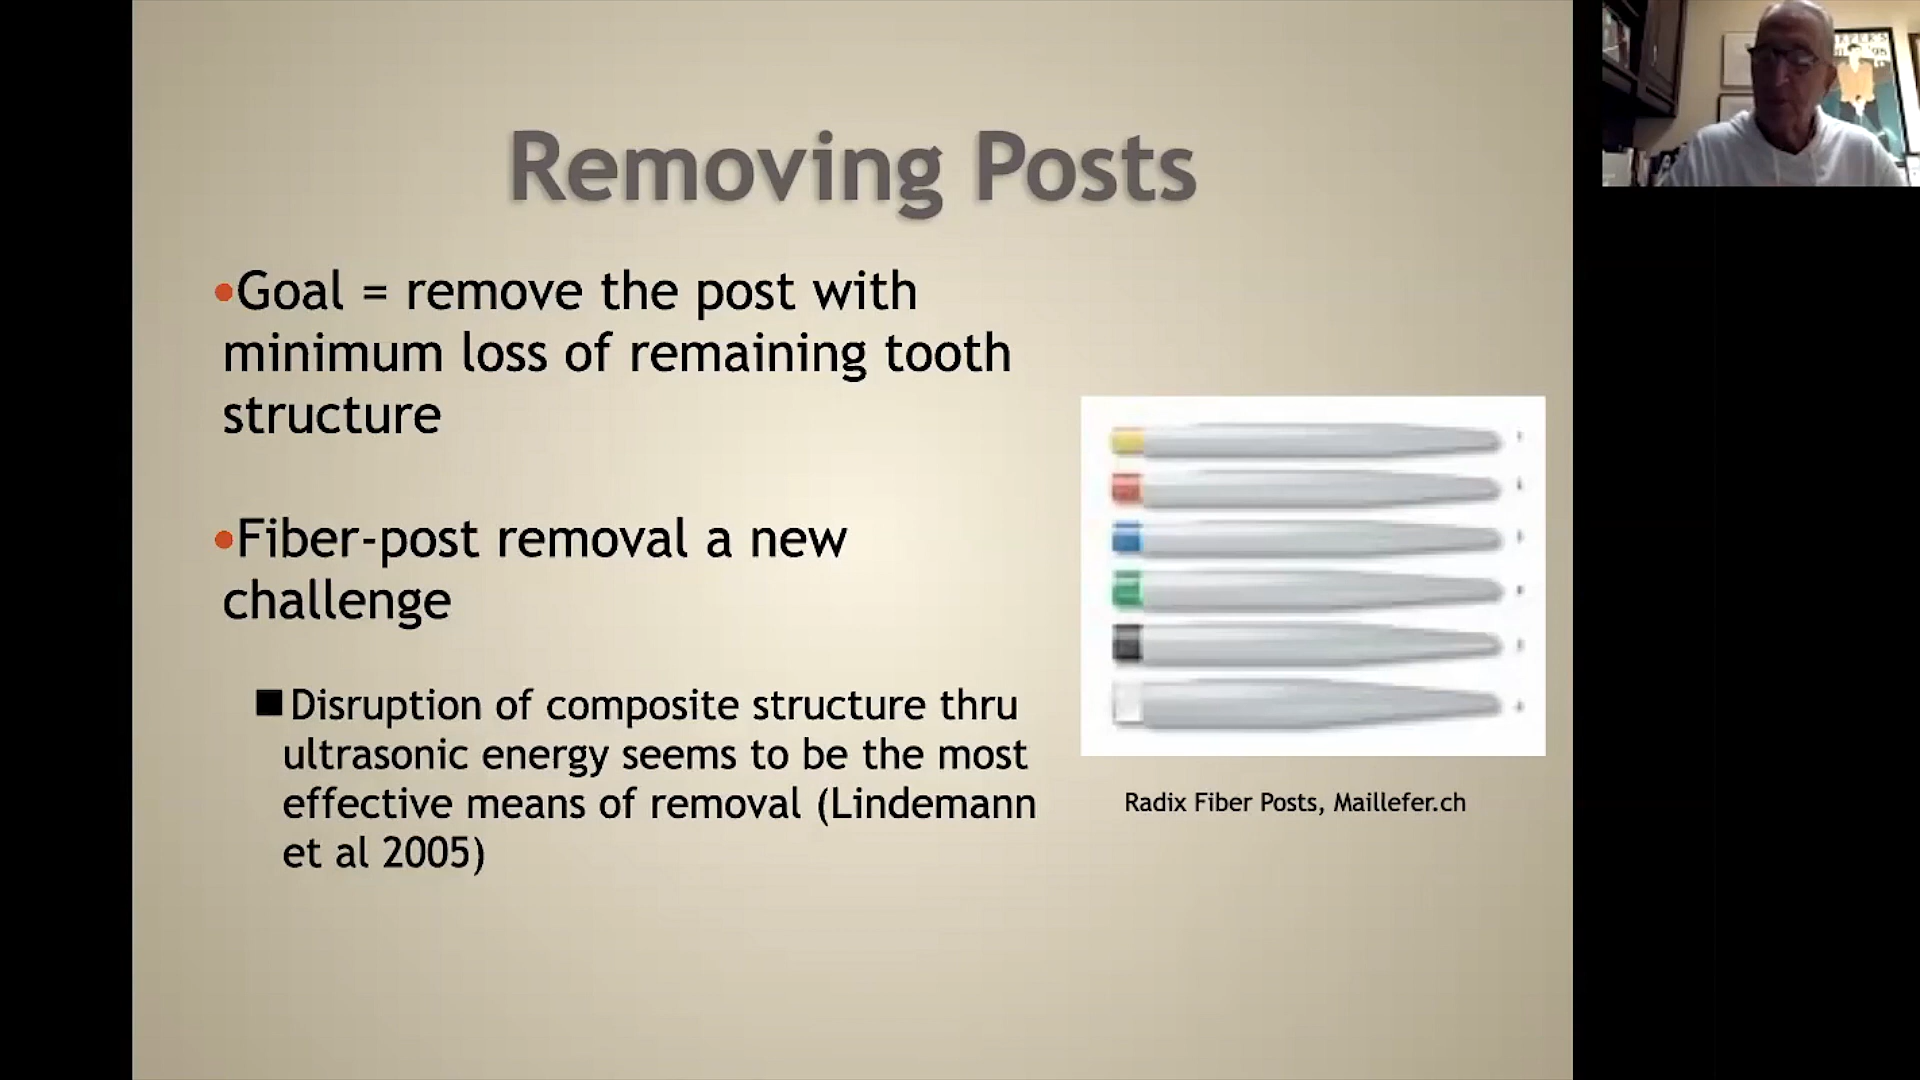 Removing Posts
•Goal = remove the post with
minimum loss of remaining tooth
structure
•Fiber-post removal a new
challenge
■Disruption of composite structure thru
ultrasonic energy seems to be the most
effective means of removal (Lindemann
et al 2005)
Radix Fiber Posts, Maillefer.ch